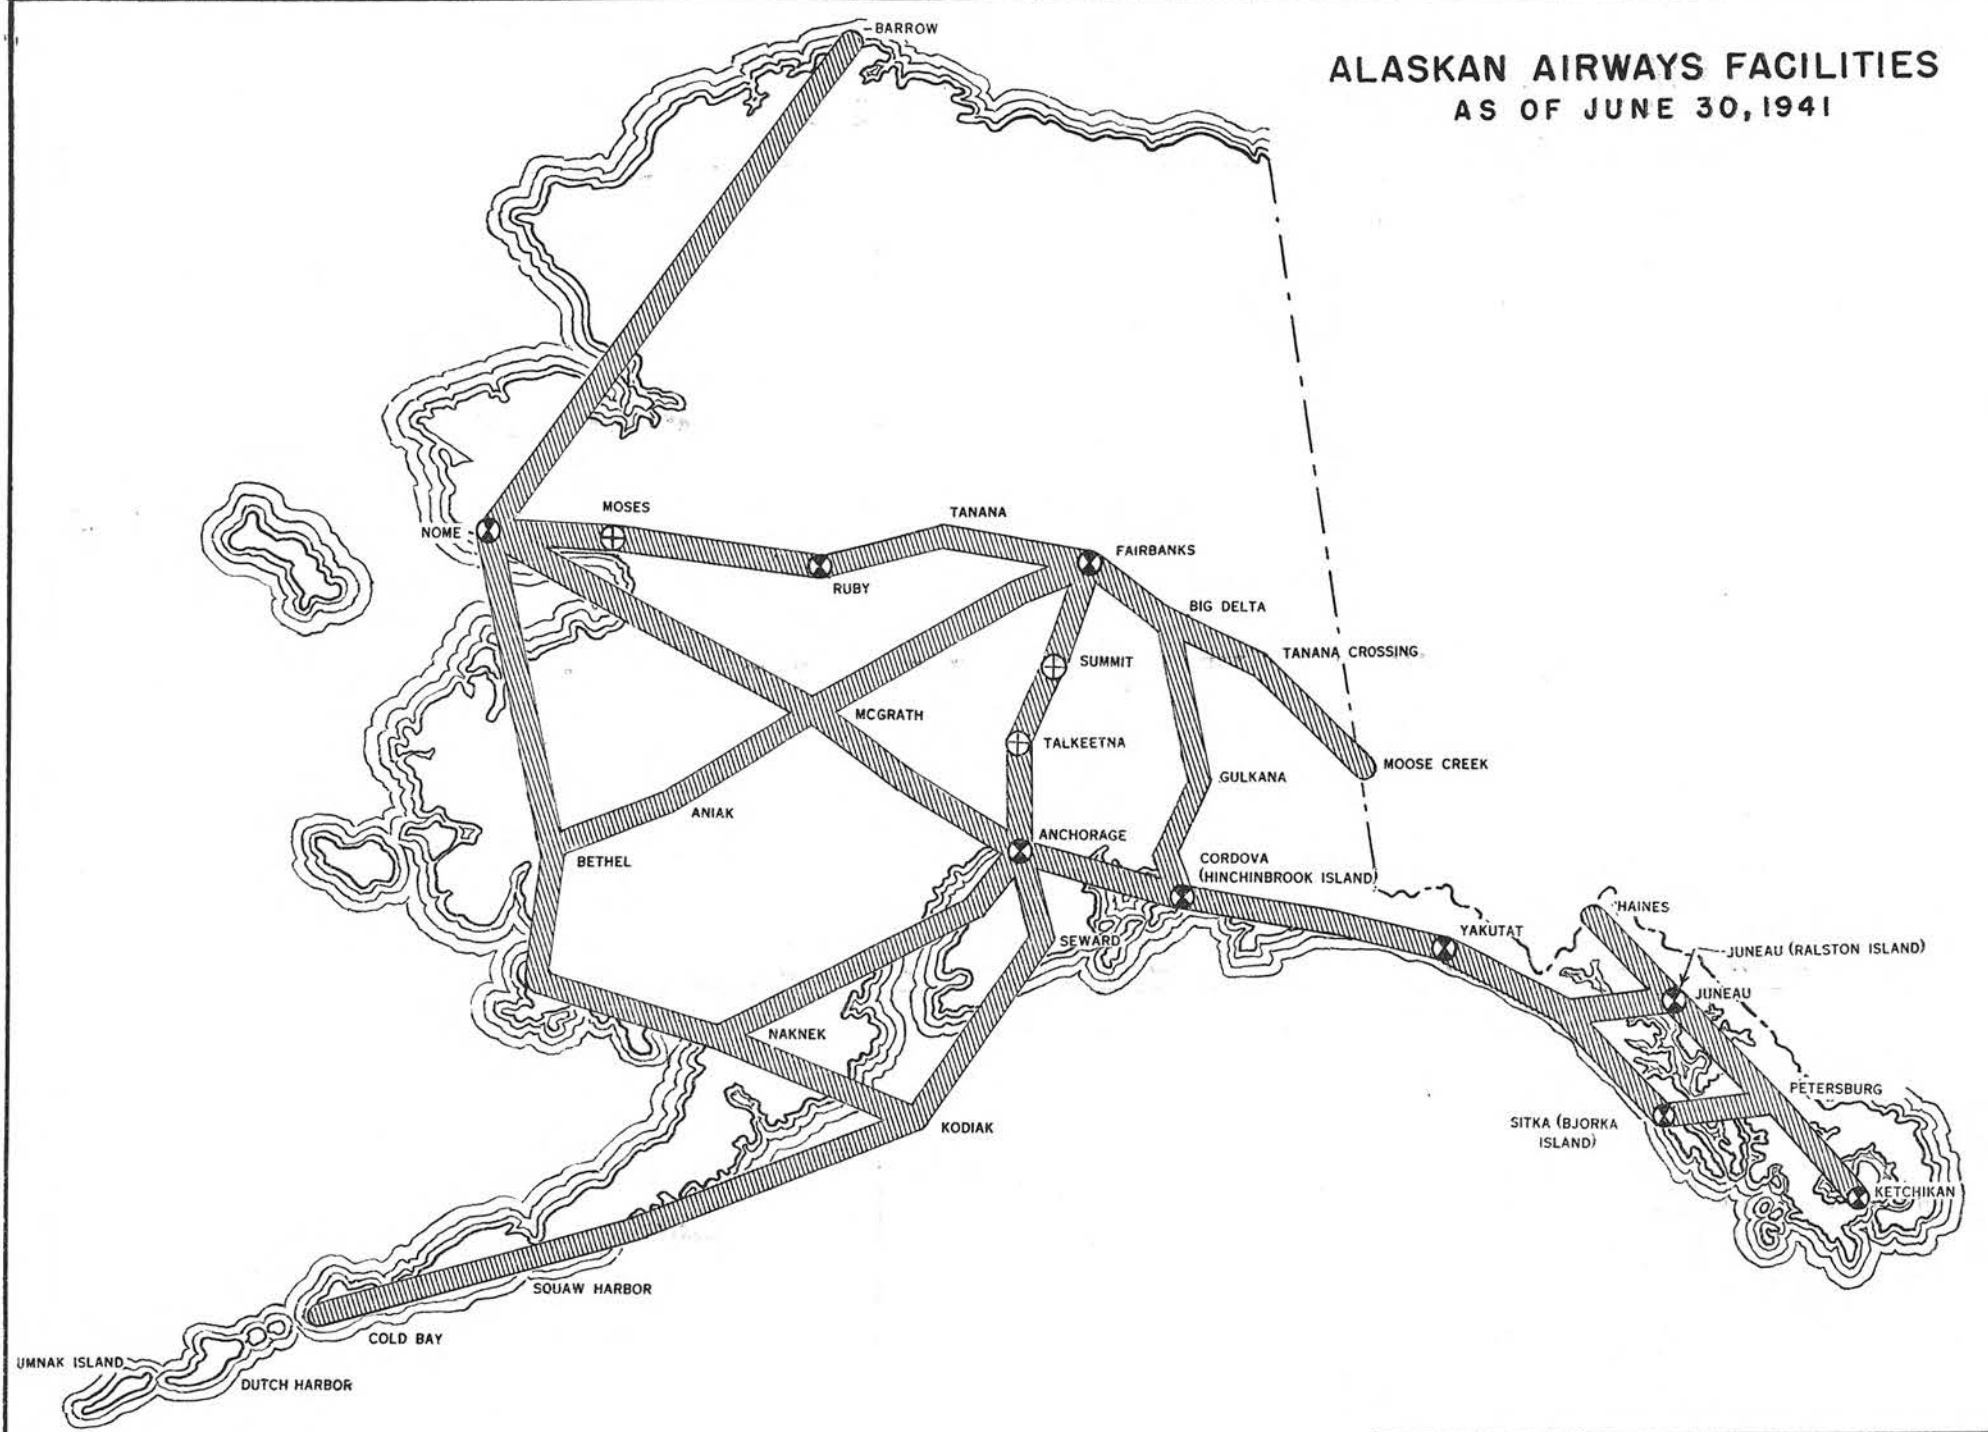 BARROW
ALASKAN AIRWAYS FACILITIES
AS OF JUNE 30, 1941
MOSES
TANANA
NOME
FAIRBANKS
RUBY
BIG DELTA
TANANA CROSSING
SUMMIT
MCGRATH
TALKEETNA
MOOSE CREEK
GULKANA
ANIAK
ANCHORAGE
BETHEL
CORDOVA
(HINCHINBROOK ISLAND)
HAINES
YAKUTAT
SEWARD
JUNEAU (RALSTON ISLAND)
JUNEAU
NAKNEK
PETERSBURG
KODIAK
SITKA (BJORKA
ISLAND)
KETCHIKAN
SQUAW HARBOR
COLD BAY
UMNAK ISLAND
DUTCH HARBOR